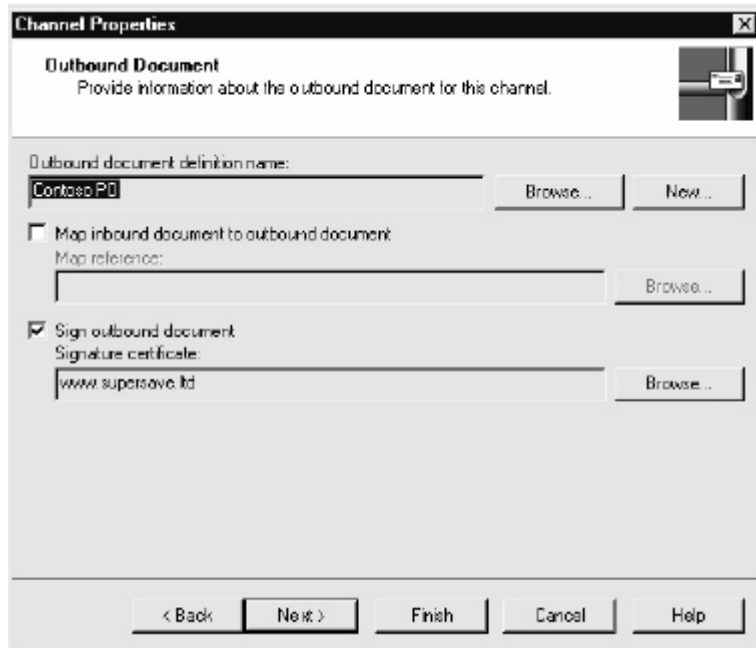 Channel Properties
Outbound Document
Provide information about the outbound document for this channel.
Outbound document definition name:
Contoso PO
Browse...
New...
Map inbound document to outbound document
Map reference:
Browse...
Sign outbound document
Signature certificate:
www.supersave.ltd
Browse...
< Back
Next >
Finish
Cancel
Help